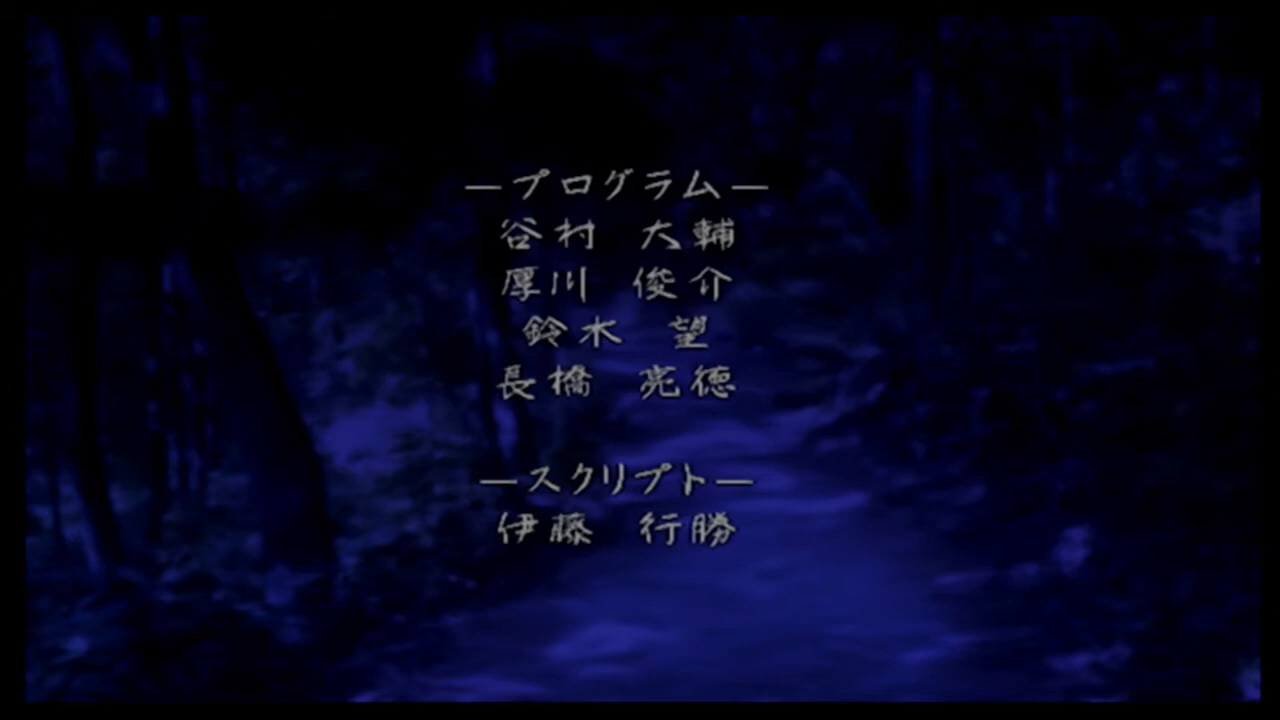 ―プログラム―
谷村 大輔
厚川 俊介
鈴木 望
長橋 亮徳
―スクリプト―
伊藤 行勝